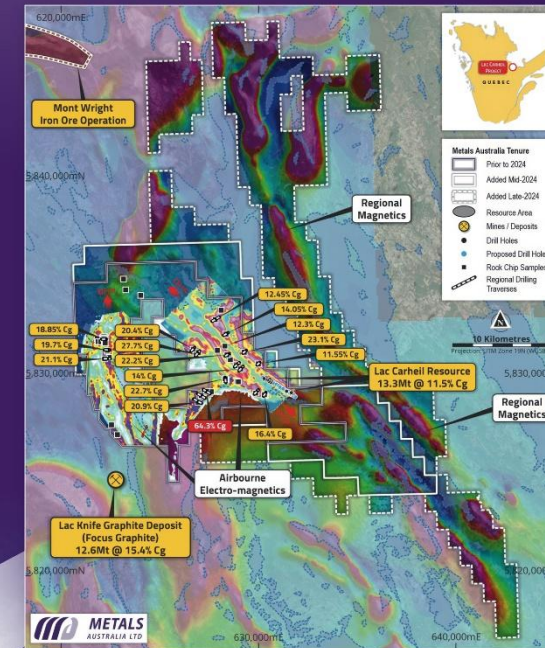 620,000mE
Mont Wright
Iron Ore Operation
LAC CARHEIL
PROJECT
QUEBEC
Metals Australia Tenure
Prior to 2024
Added Mid-2024
Added Late-2024
Resource Area
Mines / Deposits
Drill Holes
Proposed Drill Hole
Rock Chip Samples
Regional Drilling
Traverses
10 Kilometres
5,840,000mN
Regional
Magnetics
12.45% Cg
14.05% Cg
12.3% Cg
23.1% Cg
11.55% Cg
18.85% Cg
19.7% Cg
21.1% Cg
20.4% Cg
27.7% Cg
22.2% Cg
14% Cg
22.7% Cg
20.9% Cg
64.3% Cg
16.4% Cg
5,830,000mN
5,830,00
Lac Carheil Resource
13.3Mt @ 11.5% Cg
Regional
Magnetics
Airbourne
Electro-magnetics
Lac Knife Graphite Deposit
(Focus Graphite)
12.6Mt @ 15.4% Cg
5,820,000mN
630,000mE
640,000mE
METALS
AUSTRALIA LTD